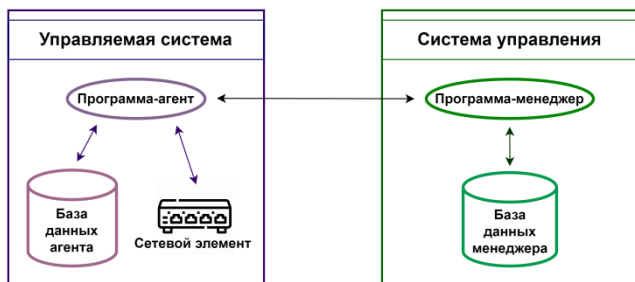 Управляемая система
Система управления
Программа-агент
Программа-менеджер
База
данных
агента
Сетевой элемент
База
данных
менеджера